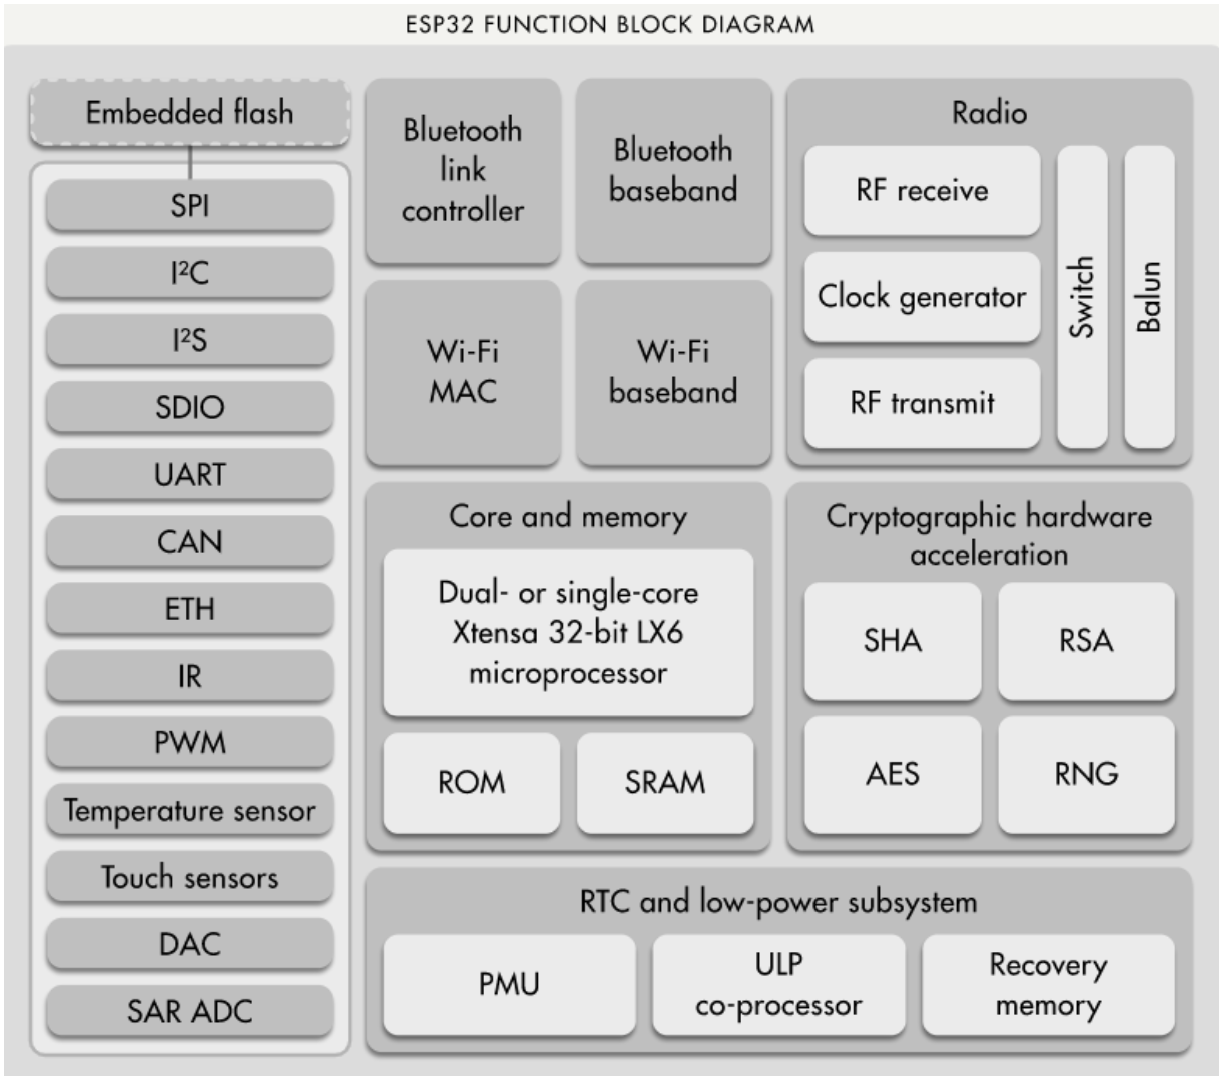 ESP32 FUNCTION BLOCK DIAGRAM
Embedded flash
SPI
I²C
I²S
SDIO
UART
CAN
ETH
IR
PWM
Temperature sensor
Touch sensors
DAC
SAR ADC
Bluetooth
link
controller
Bluetooth
baseband
Wi-Fi
MAC
Wi-Fi
baseband
Radio
RF receive
Clock generator
RF transmit
Switch
Balun
Core and memory
Dual- or single-core
Xtensa 32-bit LX6
microprocessor
ROM
SRAM
Cryptographic hardware
acceleration
SHA
RSA
AES
RNG
RTC and low-power subsystem
PMU
ULP
co-processor
Recovery
memory